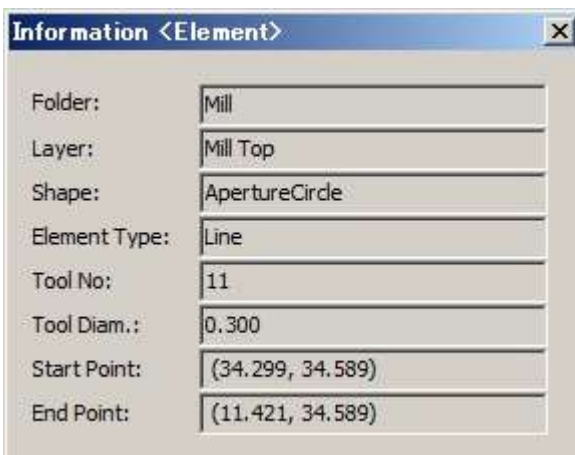 Information <Element>
Folder: Mill
Layer: Mill Top
Shape: ApertureCircle
Element Type: Line
Tool No: 11
Tool Diam.: 0.300
Start Point: (34.299, 34.589)
End Point: (11.421, 34.589)